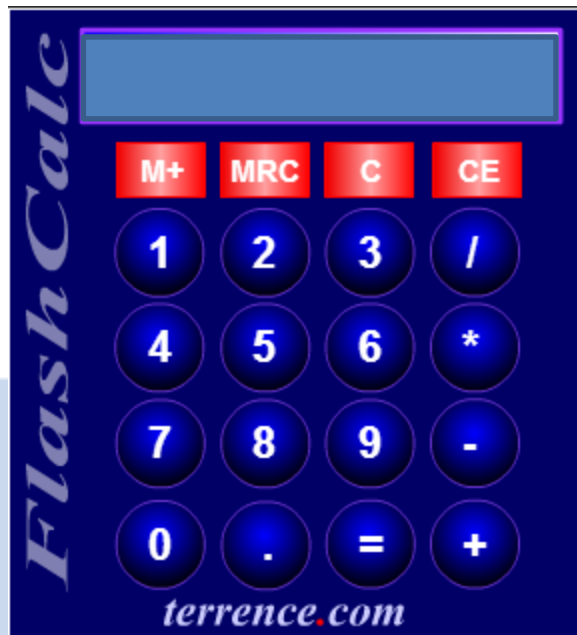 FlashCalc
M+ MRC C CE
1 2 3 /
4 5 6 *
7 8 9 -
0 . = +
terrence.com